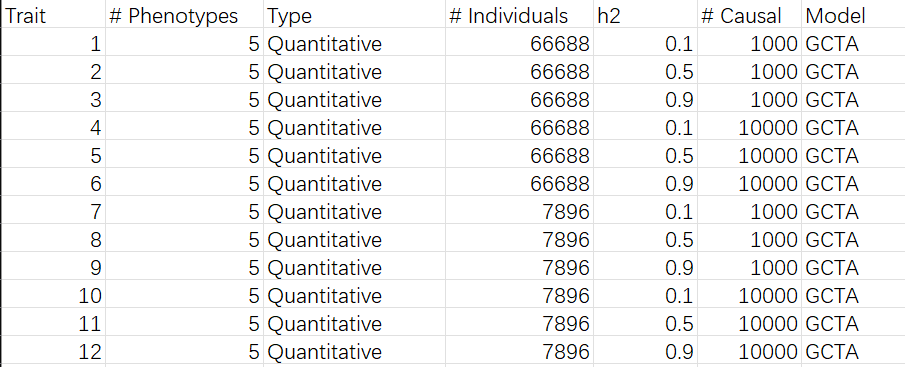 Trait # Phenotypes Type # Individuals h2 # Causal Model
1 5 Quantitative 66688 0.1 1000 GCTA
2 5 Quantitative 66688 0.5 1000 GCTA
3 5 Quantitative 66688 0.9 1000 GCTA
4 5 Quantitative 66688 0.1 10000 GCTA
5 5 Quantitative 66688 0.5 10000 GCTA
6 5 Quantitative 66688 0.9 10000 GCTA
7 5 Quantitative 7896 0.1 1000 GCTA
8 5 Quantitative 7896 0.5 1000 GCTA
9 5 Quantitative 7896 0.9 1000 GCTA
10 5 Quantitative 7896 0.1 10000 GCTA
11 5 Quantitative 7896 0.5 10000 GCTA
12 5 Quantitative 7896 0.9 10000 GCTA